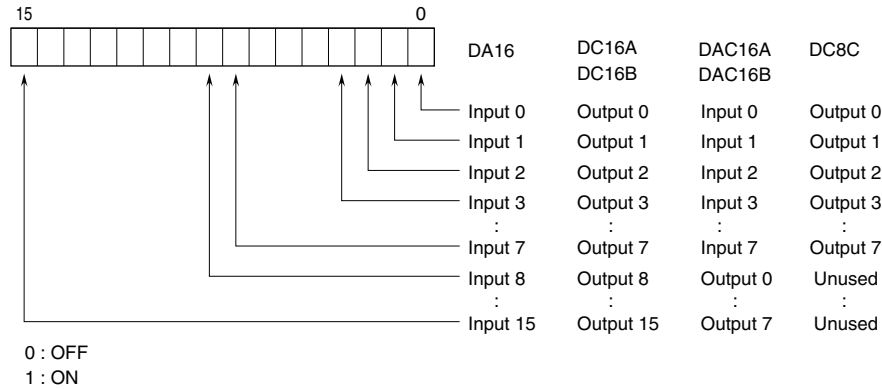 15 0
DA16 DC16A DAC16A DC8C
DC16B DAC16B
Input 0 Output 0 Input 0 Output 0
Input 1 Output 1 Input 1 Output 1
Input 2 Output 2 Input 2 Output 2
Input 3 Output 3 Input 3 Output 3
: : : :
Input 7 Output 7 Input 7 Output 7
Input 8 Output 8 Output 0 Unused
: : : :
Input 15 Output 15 Output 7 Unused
0 : OFF
1 : ON